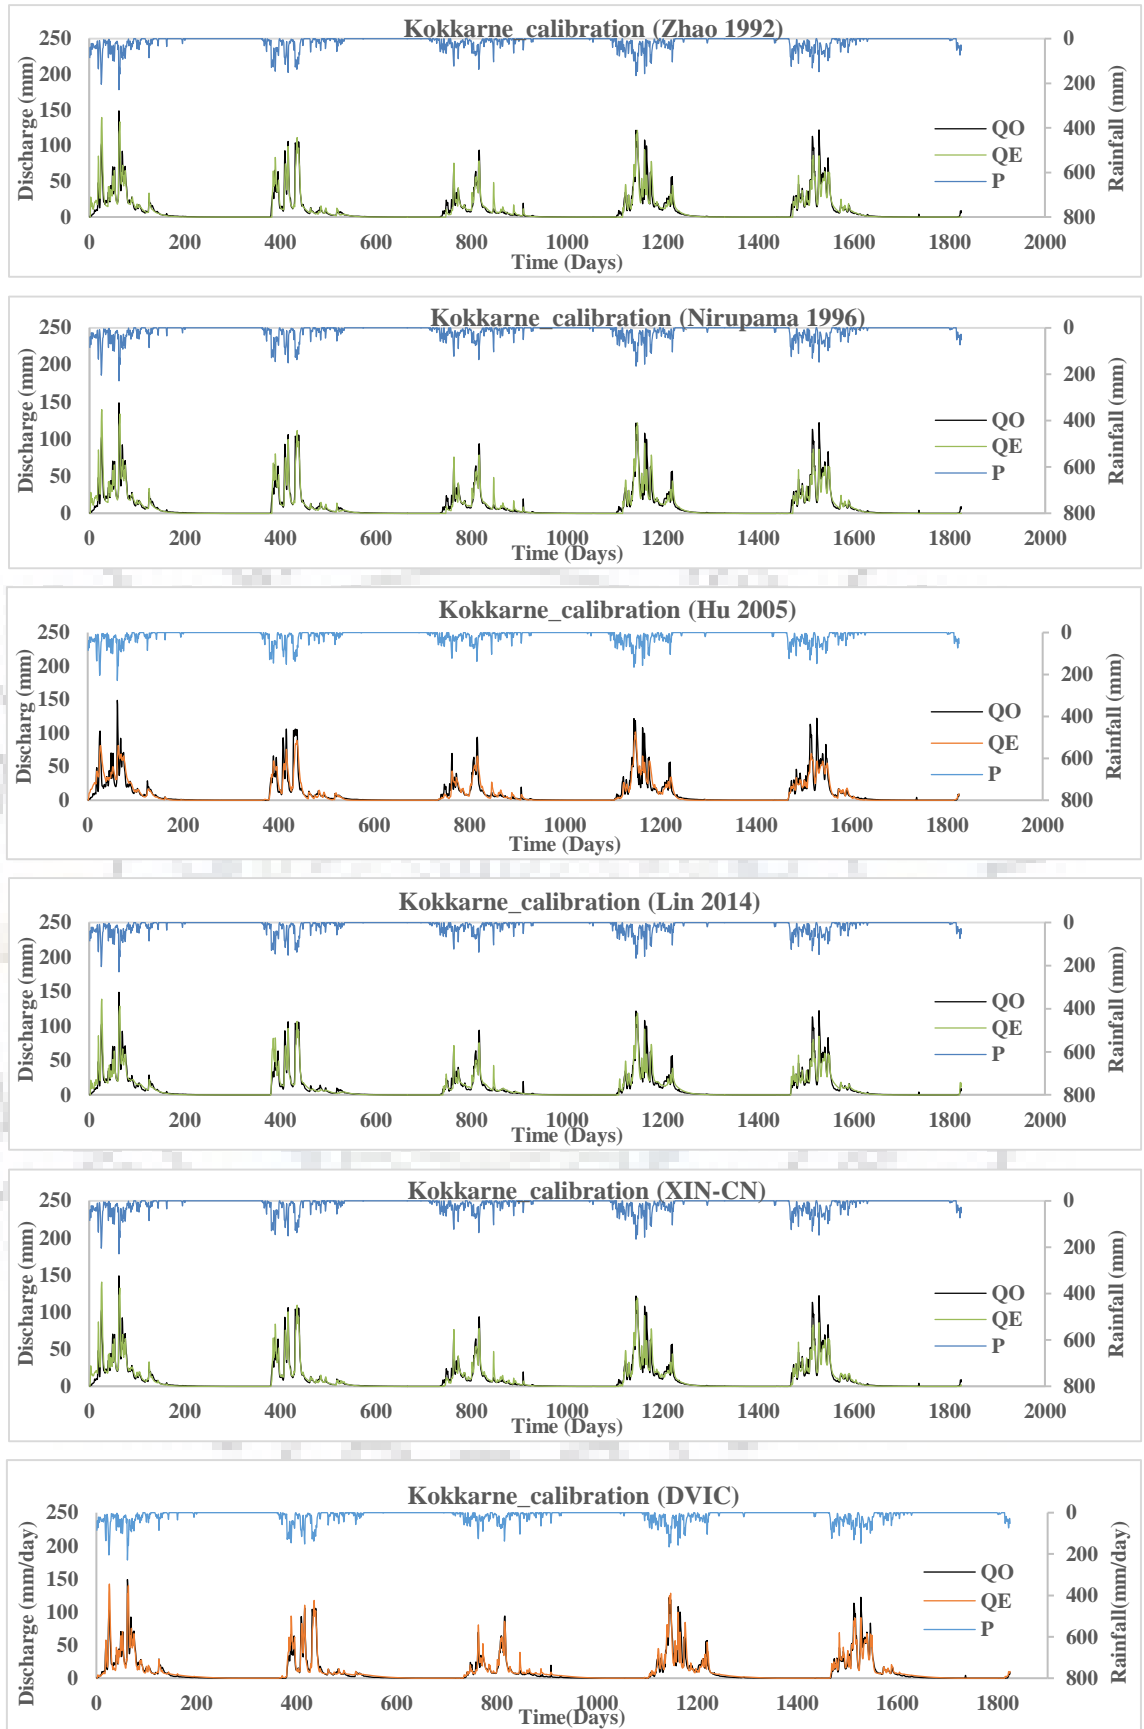 Kokkarne_calibration (Zhao 1992)
250
200
150
100
50
0
Discharge (mm)
0
200
400
600
800
Rainfall (mm)
QO
QE
P
0 200 400 600 800 1000 1200 1400 1600 1800 2000
Time (Days)
Kokkarne_calibration (Nirupama 1996)
250
200
150
100
50
0
Discharge (mm)
0
200
400
600
800
Rainfall (mm)
QO
QE
P
0 200 400 600 800 1000 1200 1400 1600 1800 2000
Time (Days)
Kokkarne_calibration (Hu 2005)
250
200
150
100
50
0
Discharg (mm)
0
200
400
600
800
Rainfall (mm)
QO
QE
P
0 200 400 600 800 1000 1200 1400 1600 1800 2000
Time (Days)
Kokkarne_calibration (Lin 2014)
250
200
150
100
50
0
Discharge (mm)
0
200
400
600
800
Rainfall (mm)
QO
QE
P
0 200 400 600 800 1000 1200 1400 1600 1800 2000
Time (Days)
Kokkarne_calibration (XIN-CN)
250
200
150
100
50
0
Discharge (mm)
0
200
400
600
800
Rainfall (mm)
QO
QE
P
0 200 400 600 800 1000 1200 1400 1600 1800 2000
Time (Days)
Kokkarne_calibration (DVIC)
250
200
150
100
50
0
Discharge (mm/day)
0
200
400
600
800
Rainfall(mm/day)
QO
QE
P
0 200 400 600 800 1000 1200 1400 1600 1800
Time(Days)